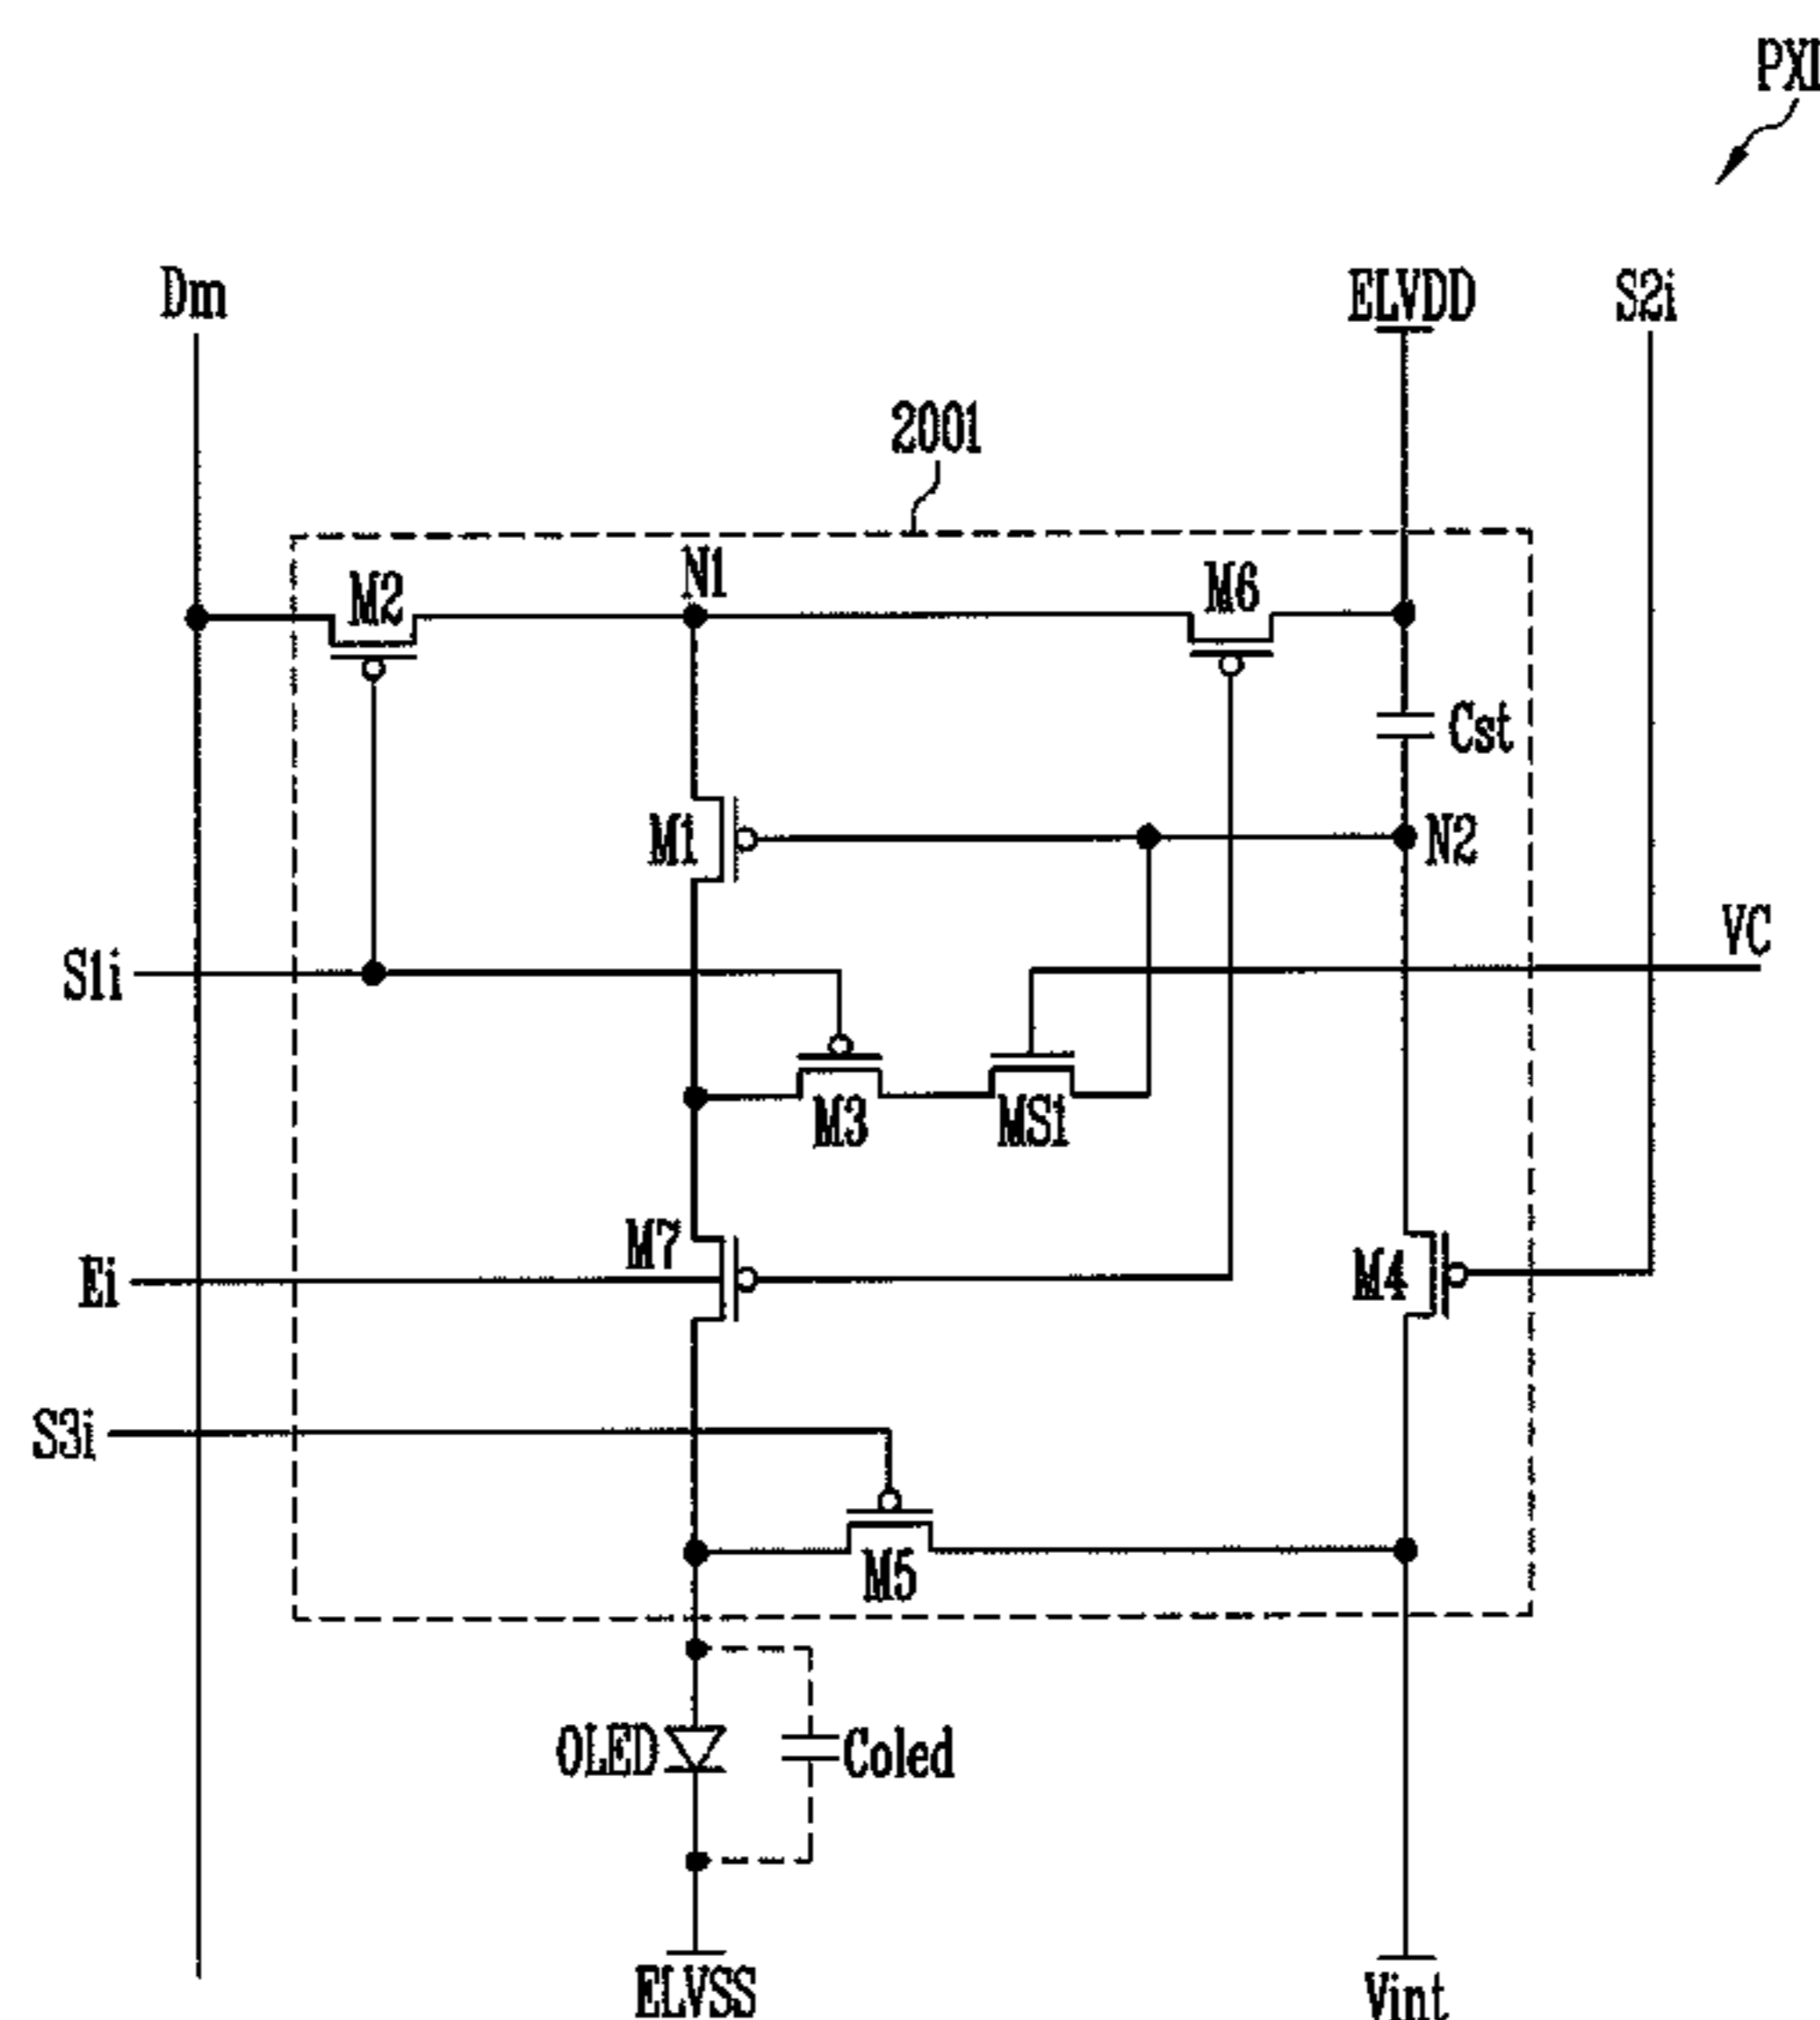 PXL
Dm
ELVDD
S2i
2001
M2
N1
M6
Cst
M1
N2
S1i
VC
M3
MS1
M7
Ei
M4
S3i
M5
OLED
Coled
ELVSS
Vint